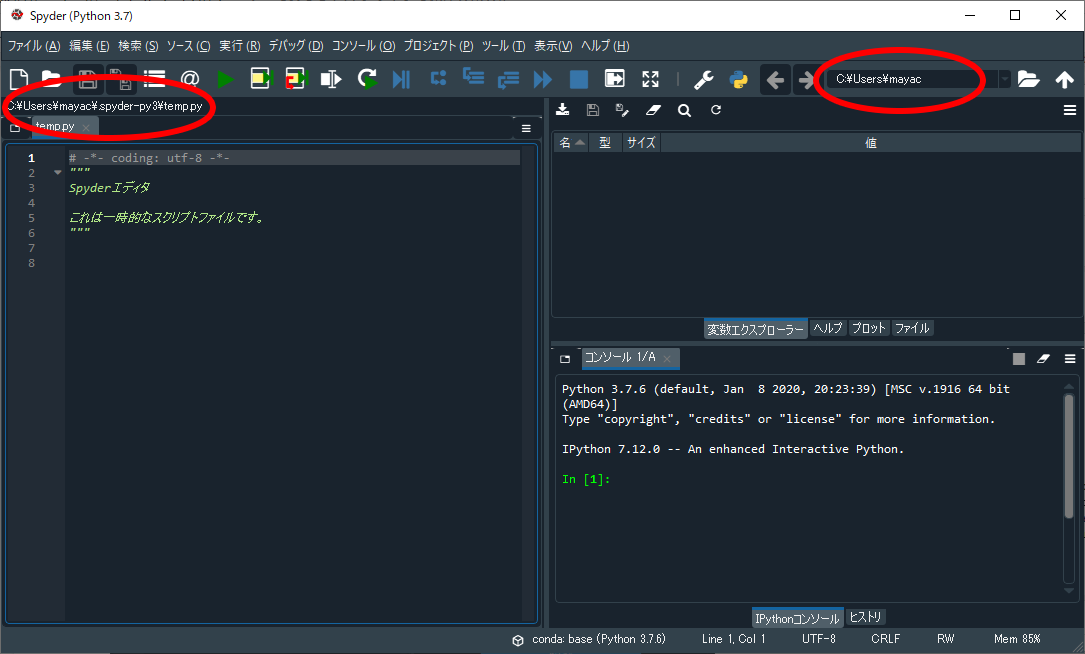 Spyder (Python 3.7)
ファイル (A) 編集 (E) 検索 (S) ソース (C) 実行 (R) デバッグ (D) コンソール (O) プロジェクト (P) ツール (T) 表示(V) ヘルプ (H)
C:¥Users¥mayac
C:¥Users¥mayac¥.spyder-py3¥temp.py
temp.py
1 # -*- coding: utf-8 -*-
2 """
3 Spyderエディタ
4
5 これは一時的なスクリプトファイルです。
6 """
7
8
名 型 サイズ 値
変数エクスプローラー ヘルプ プロット ファイル
コンソール 1/A
Python 3.7.6 (default, Jan  8 2020, 20:23:39) [MSC v.1916 64 bit
(AMD64)]
Type "copyright", "credits" or "license" for more information.
IPython 7.12.0 -- An enhanced Interactive Python.
In [1]:
IPythonコンソール ヒストリ
conda: base (Python 3.7.6) Line 1, Col 1 UTF-8 CRLF RW Mem 85%